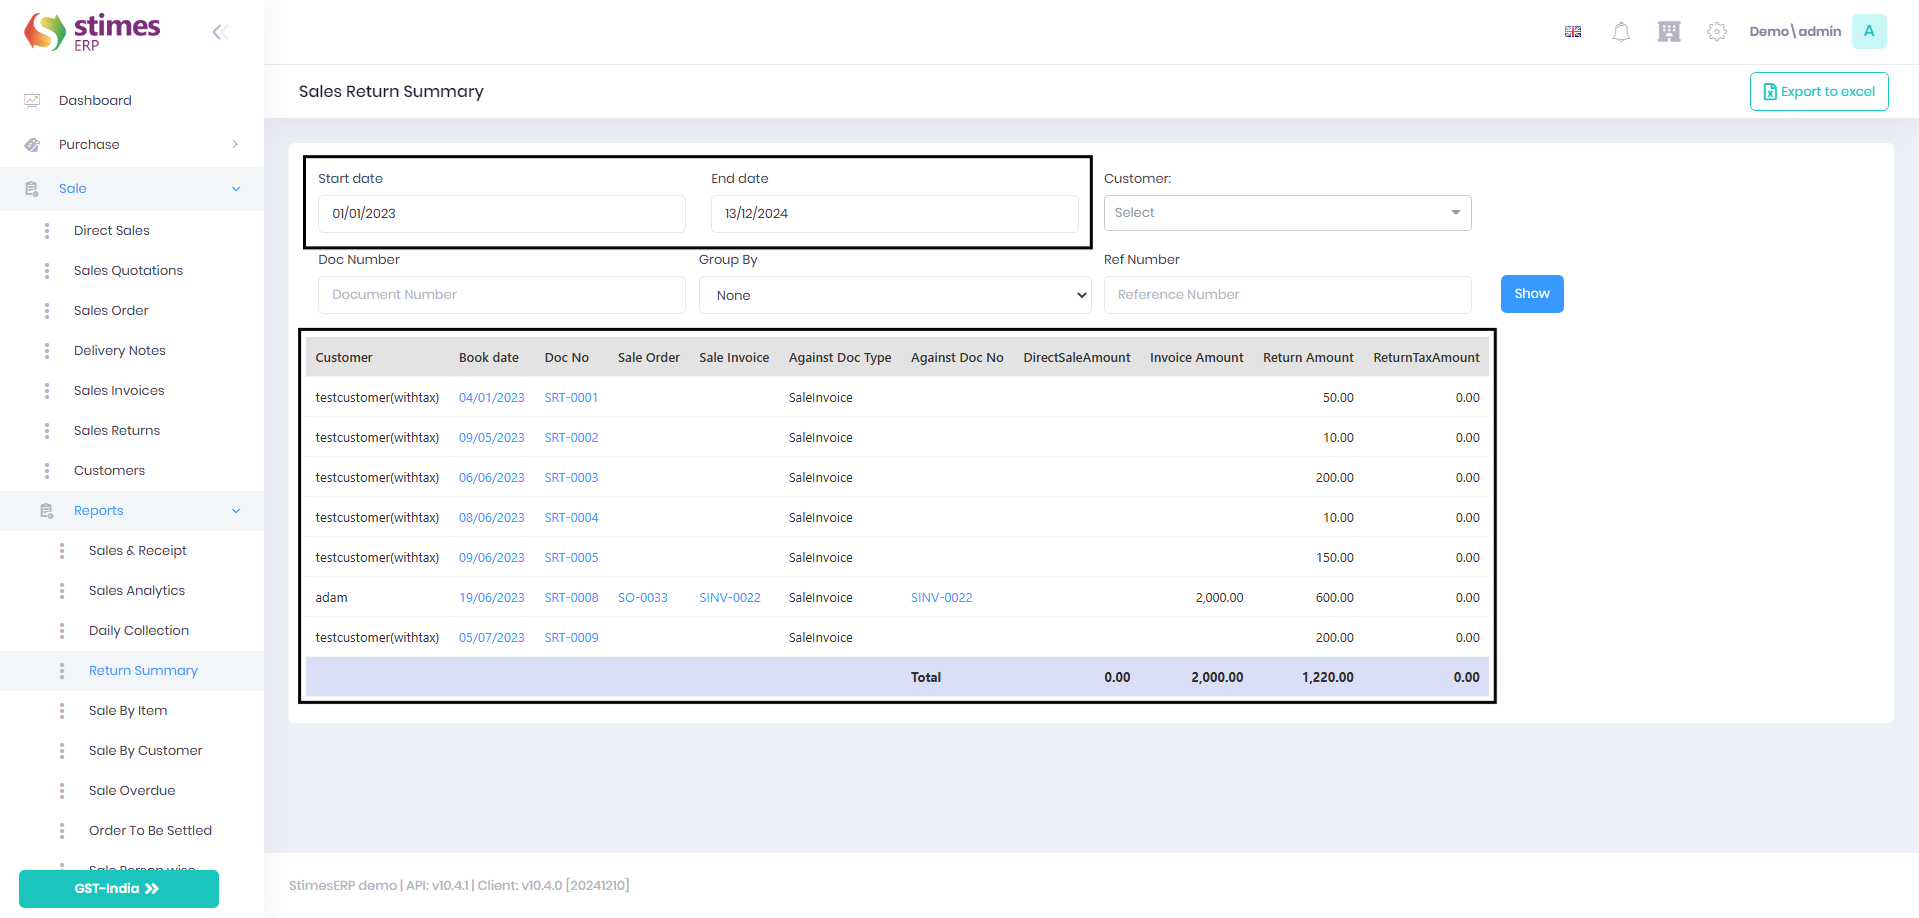 stimes
ERP
Demo\admin
A
Dashboard
Purchase
Sale
Direct Sales
Sales Quotations
Sales Order
Delivery Notes
Sales Invoices
Sales Returns
Customers
Reports
Sales & Receipt
Sales Analytics
Daily Collection
Return Summary
Sale By Item
Sale By Customer
Sale Overdue
Order To Be Settled
Sale Person wise
GST-India
Sales Return Summary
Export to excel
Start date End date Customer:
01/01/2023 13/12/2024 Select
Doc Number Group By Ref Number
Document Number None Reference Number Show
Customer Book date Doc No Sale Order Sale Invoice Against Doc Type Against Doc No DirectSaleAmount Invoice Amount Return Amount ReturnTaxAmount
testcustomer(withtax) 04/01/2023 SRT-0001 SaleInvoice 50.00 0.00
testcustomer(withtax) 09/05/2023 SRT-0002 SaleInvoice 10.00 0.00
testcustomer(withtax) 06/06/2023 SRT-0003 SaleInvoice 200.00 0.00
testcustomer(withtax) 08/06/2023 SRT-0004 SaleInvoice 10.00 0.00
testcustomer(withtax) 09/06/2023 SRT-0005 SaleInvoice 150.00 0.00
adam 19/06/2023 SRT-0008 SO-0033 SINV-0022 SaleInvoice SINV-0022 2,000.00 600.00 0.00
testcustomer(withtax) 05/07/2023 SRT-0009 SaleInvoice 200.00 0.00
Total 0.00 2,000.00 1,220.00 0.00
StimesERP demo | API: v10.4.1 | Client: v10.4.0 [20241210]